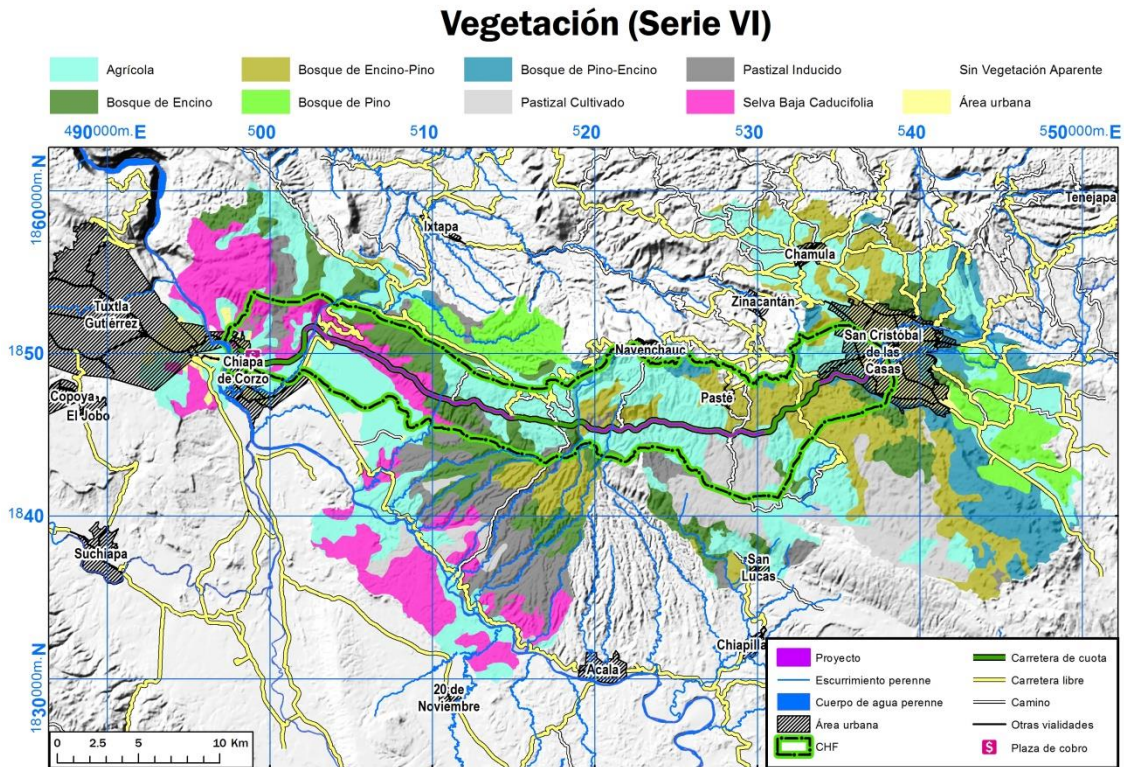 Vegetación (Serie VI)
Agrícola
Bosque de Encino-Pino
Bosque de Pino-Encino
Pastizal Inducido
Sin Vegetación Aparente
Bosque de Encino
Bosque de Pino
Pastizal Cultivado
Selva Baja Caducifolia
Área urbana
490000m. E
500
510
520
530
540
550000m. E
1860000m. N
1850
1840
1830000m. N
Tenejapa
Ixtapa
Chamula
Zinacantán
Tuxtla
Gutiérrez
San Cristóba
de las
Casas
Navenchauc
Chiapa
de Corzo
S
Copoya
El Jobo
Pasté
Suchiapa
San
Lucas
Chiapilla
Acala
20 de
Noviembre
0 2.5 5 10 Km
Proyecto
Carretera de cuota
Escurrimiento perenne
Carretera libre
Cuerpo de agua perenne
Camino
Área urbana
Otras vialidades
CHF
S Plaza de cobro